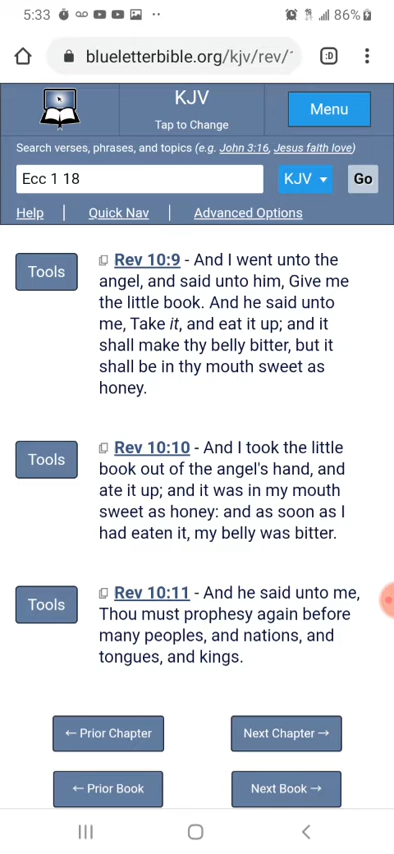 5:33 86%
blueletterbible.org/kjv/rev/1 :D
KJV
Tap to Change
Menu
Search verses, phrases, and topics (e.g. John 3:16, Jesus faith love)
Ecc 1 18 KJV Go
Help | Quick Nav | Advanced Options
Tools
Rev 10:9 - And I went unto the
angel, and said unto him, Give me
the little book. And he said unto
me, Take it, and eat it up; and it
shall make thy belly bitter, but it
shall be in thy mouth sweet as
honey.
Tools
Rev 10:10 - And I took the little
book out of the angel's hand, and
ate it up; and it was in my mouth
sweet as honey: and as soon as I
had eaten it, my belly was bitter.
Tools
Rev 10:11 - And he said unto me,
Thou must prophesy again before
many peoples, and nations, and
tongues, and kings.
← Prior Chapter Next Chapter →
← Prior Book Next Book →